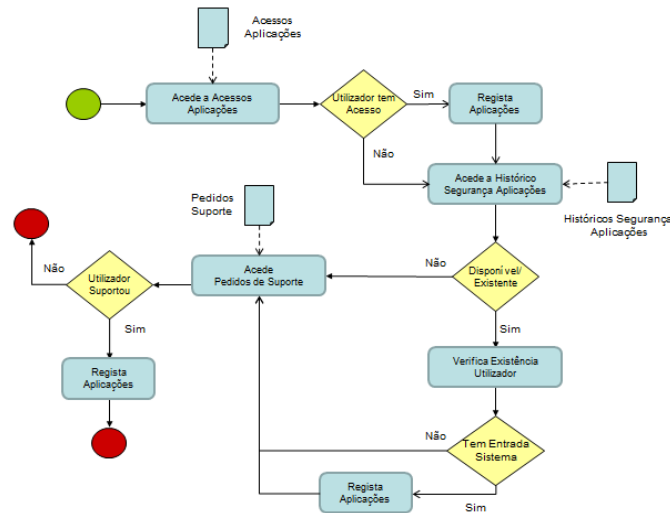 Acessos
Aplicações
Acede a Acessos
Aplicações
Utilizador tem
Acesso
Sim
Regista
Aplicações
Não
Acede a Histórico
Segurança Aplicações
Históricos Segurança
Aplicações
Pedidos
Suporte
Disponível/
Existente
Não
Acede
Pedidos de Suporte
Utilizador
Suportou
Não
Sim
Sim
Verifica Existência
Utilizador
Regista
Aplicações
Tem Entrada
Sistema
Não
Regista
Aplicações
Sim